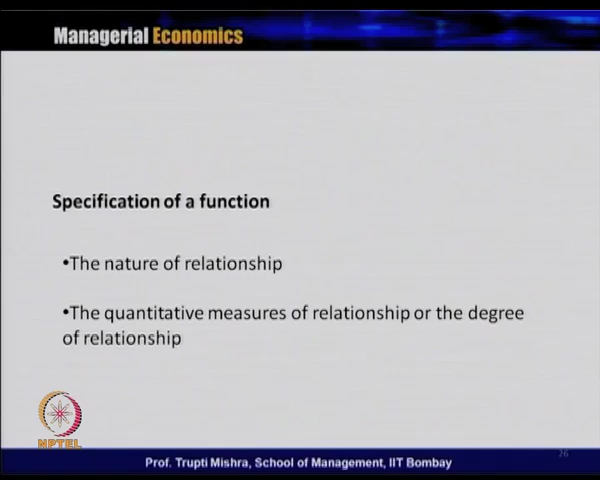 Managerial Economics
Specification of a function
•The nature of relationship
•The quantitative measures of relationship or the degree
of relationship
NPTEL
26
Prof. Trupti Mishra, School of Management, IIT Bombay